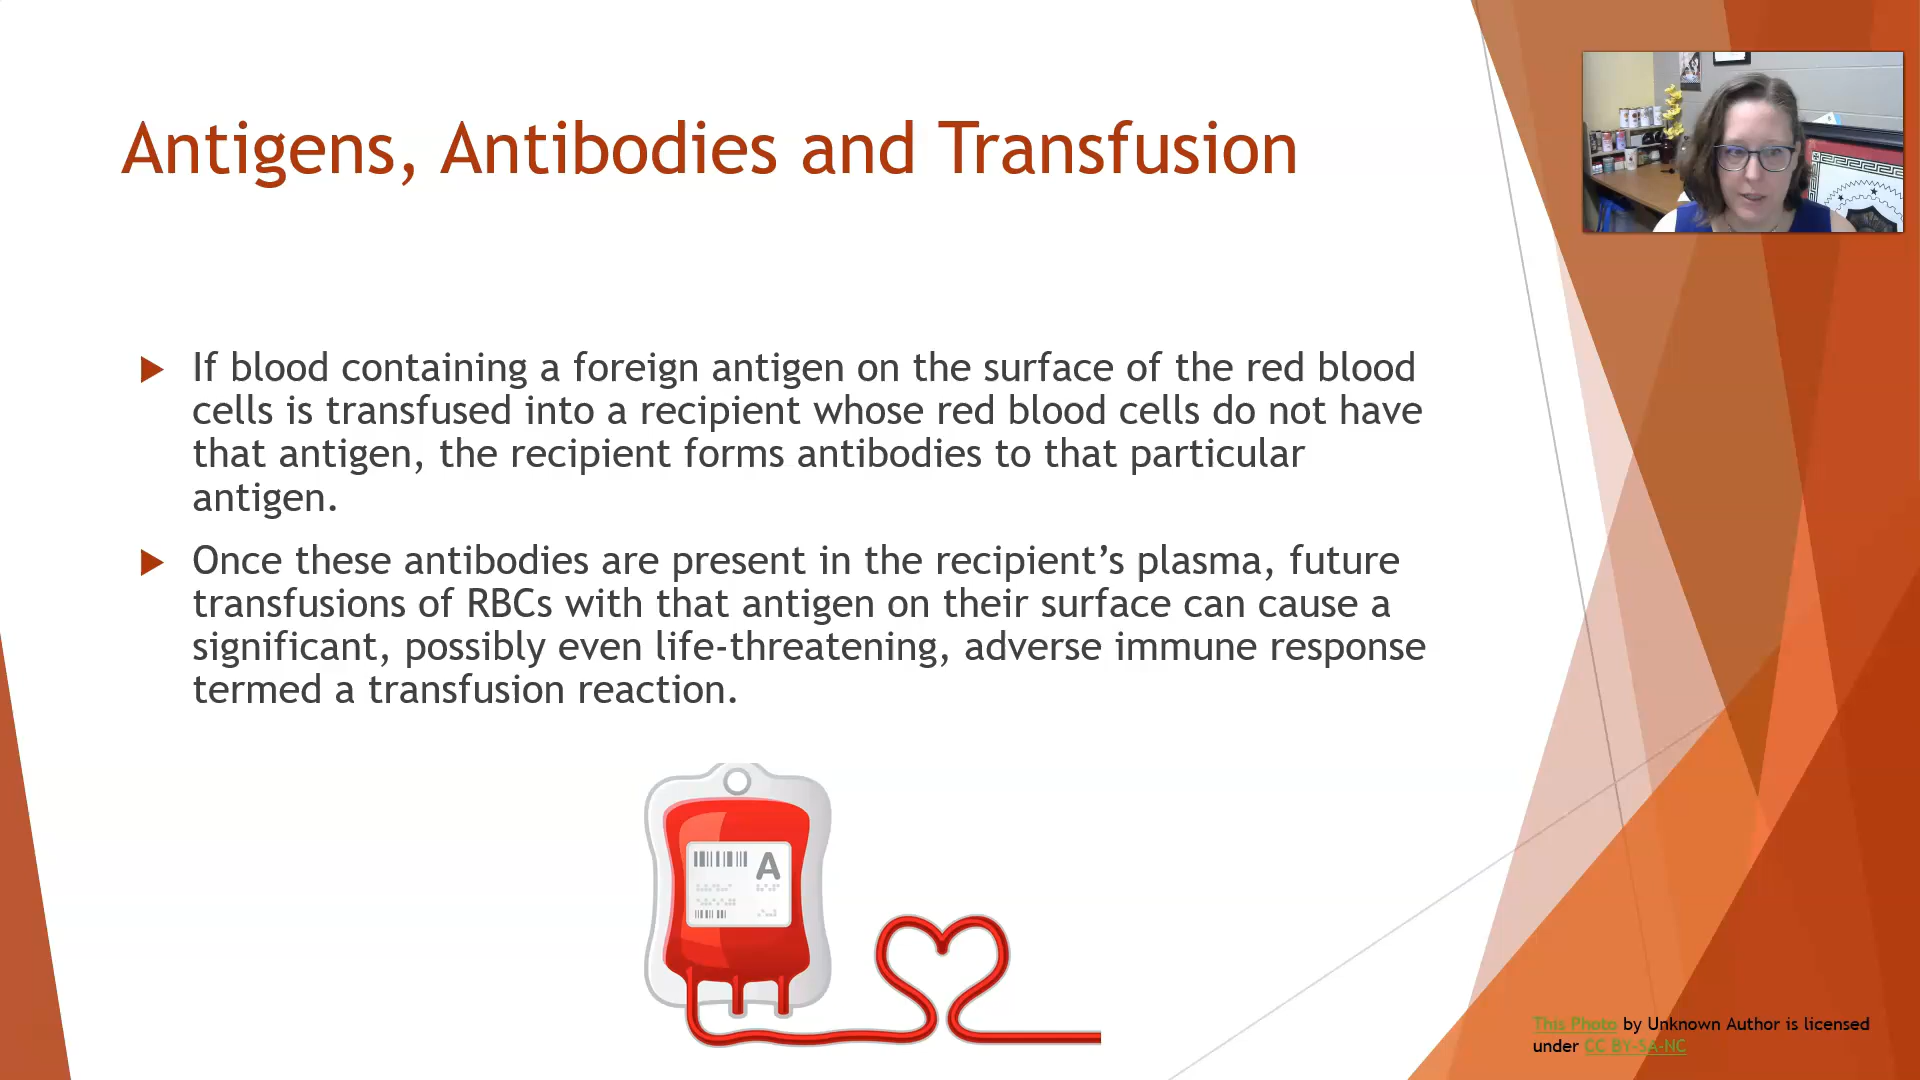 Antigens, Antibodies and Transfusion
If blood containing a foreign antigen on the surface of the red blood
cells is transfused into a recipient whose red blood cells do not have
that antigen, the recipient forms antibodies to that particular
antigen.
Once these antibodies are present in the recipient’s plasma, future
transfusions of RBCs with that antigen on their surface can cause a
significant, possibly even life-threatening, adverse immune response
termed a transfusion reaction.
A
This Photo by Unknown Author is licensed
under CC BY-SA-NC